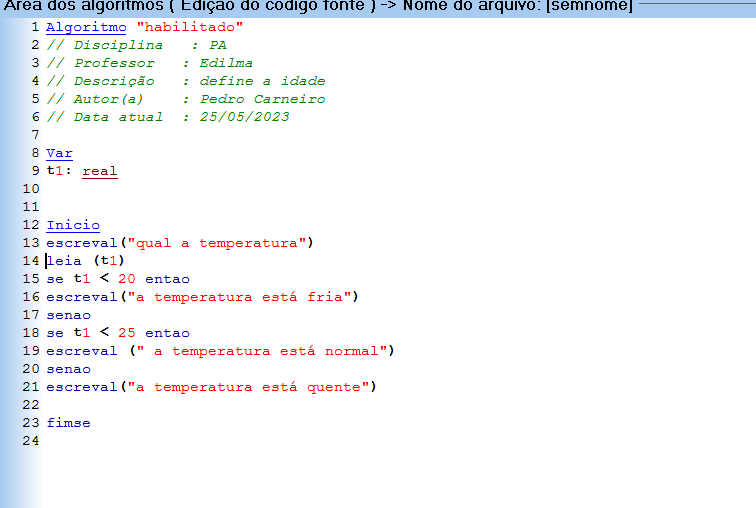 Área dos algoritmos ( Edição do código fonte ) -> Nome do arquivo: [semnome]
1 Algoritmo "habilitado"
2 // Disciplina : PA
3 // Professor : Edilma
4 // Descrição : define a idade
5 // Autor(a) : Pedro Carneiro
6 // Data atual : 25/05/2023
7
8 Var
9 t1: real
10
11
12 Inicio
13 escreval("qual a temperatura")
14 leia (t1)
15 se t1 < 20 entao
16 escreval("a temperatura está fria")
17 senao
18 se t1 < 25 entao
19 escreval (" a temperatura está normal")
20 senao
21 escreval("a temperatura está quente")
22
23 fimse
24